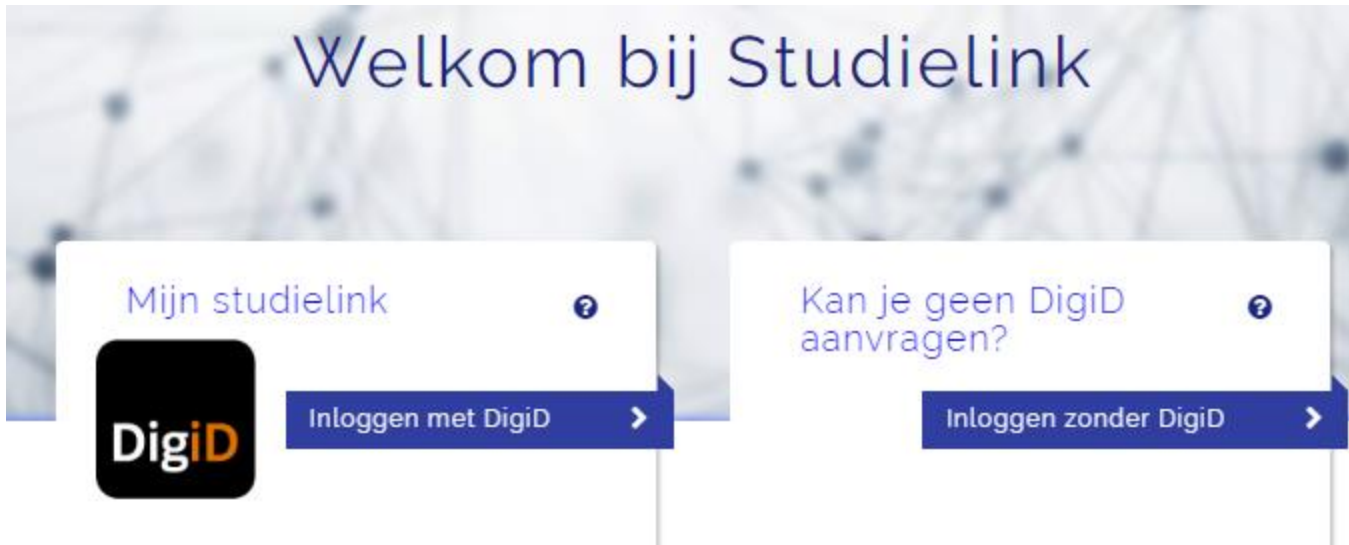 Welkom bij Studielink
Mijn studielink
DigiD
Inloggen met DigiD
Kan je geen DigiD
aanvragen?
Inloggen zonder DigiD